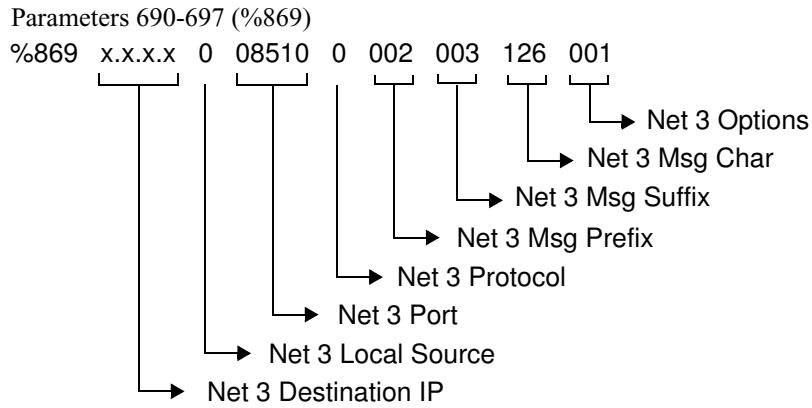 Parameters 690-697 (%869)
%869 x.x.x.x 0 08510 0 002 003 126 001
Net 3 Options
Net 3 Msg Char
Net 3 Msg Suffix
Net 3 Msg Prefix
Net 3 Protocol
Net 3 Port
Net 3 Local Source
Net 3 Destination IP